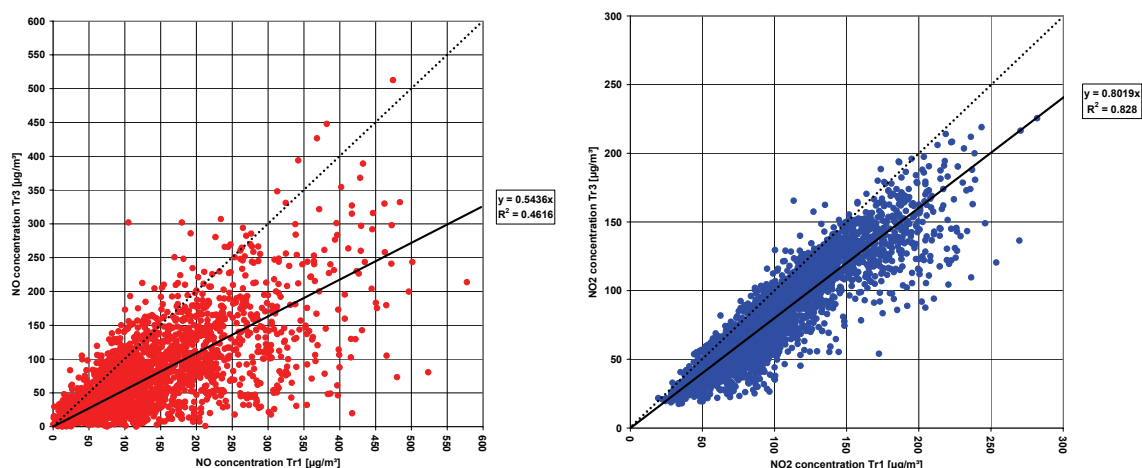 600
550
500
450
400
350
300
250
200
150
100
50
0
NO concentration Tr3 [µg/m³]
0 50 100 150 200 250 300 350 400 450 500 550 600
NO concentration Tr1 [µg/m³]
y = 0.5436x
R² = 0.4616
300
250
200
150
100
50
0
NO2 concentration Tr3 [µg/m³]
0 50 100 150 200 250 300
NO2 concentration Tr1 [µg/m³]
y = 0.8019x
R² = 0.828